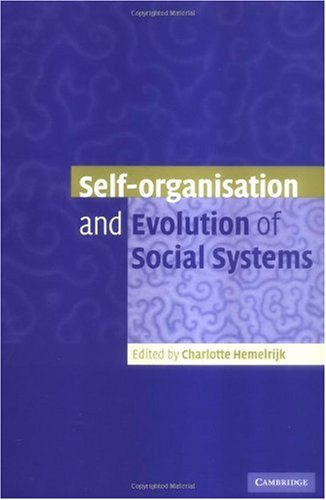 Self-organisation
and Evolution of
Social Systems
Edited by Charlotte Hemelrijk
CAMBRIDGE